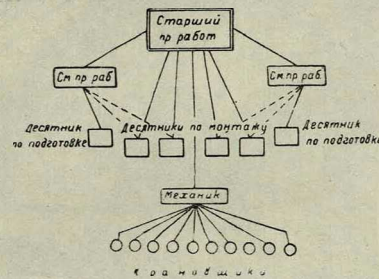 Старший
пр работ
См пр раб
См.пр.раб.
Десятник
по подготовке
Десятники по монтажу
Десятник
по подготовке
Механик
Крановщики